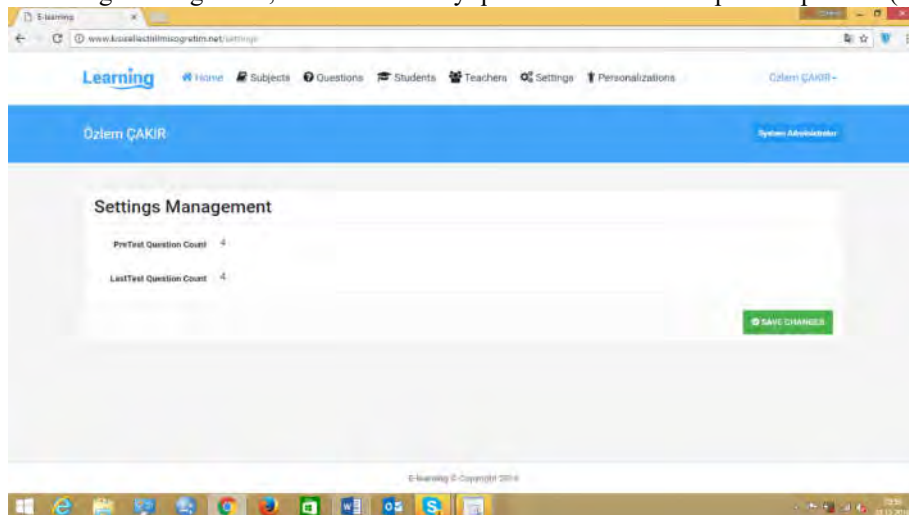 E-learning
www.kisisellestirilmisogretim.net/settings
Learning Home Subjects Questions Students Teachers Settings Personalizations Özlem ÇAKIR
Özlem ÇAKIR System Administrator
Settings Management
PreTest Question Count 4
LastTest Question Count 4
SAVE CHANGES
E-learning © Copyright 2016